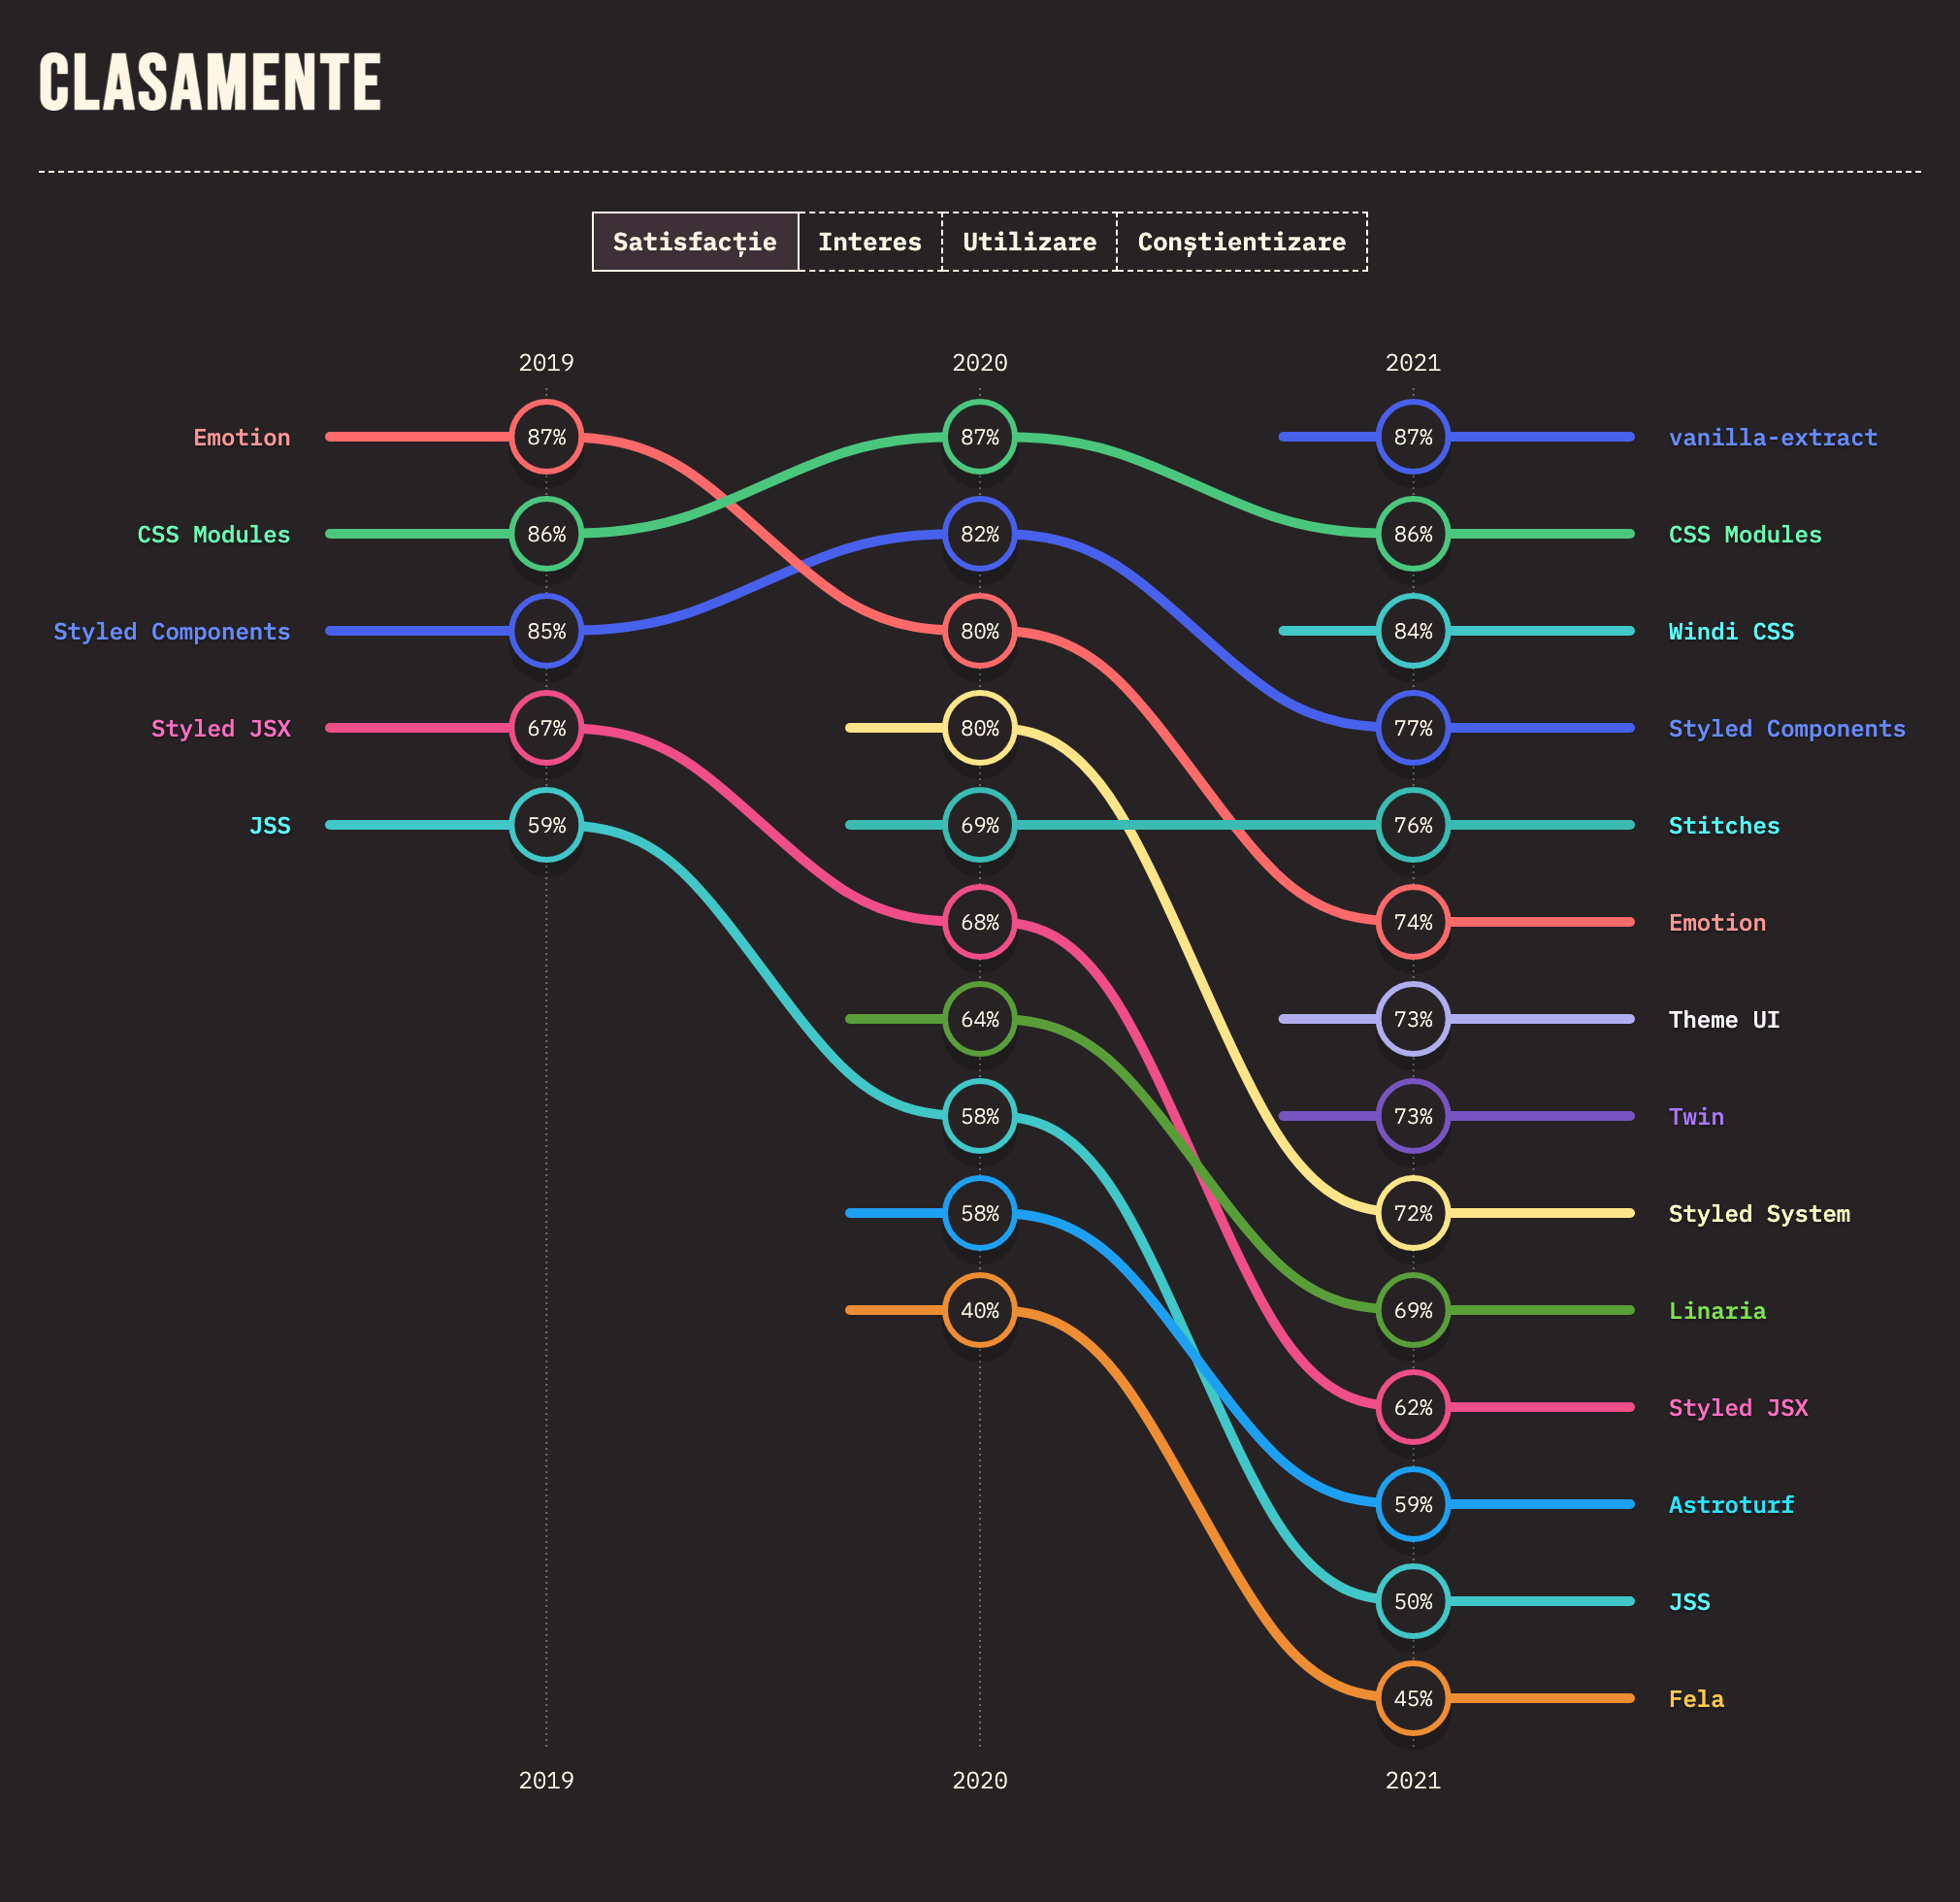 CLASAMENTE
Satisfacție Interes Utilizare Conștientizare
2019 2020 2021
Emotion 87% 87% 87% vanilla-extract
CSS Modules 86% 82% 86% CSS Modules
Styled Components 85% 80% 84% Windi CSS
Styled JSX 67% 80% 77% Styled Components
JSS 59% 69% 76% Stitches
68% 74% Emotion
64% 73% Theme UI
58% 73% Twin
58% 72% Styled System
40% 69% Linaria
62% Styled JSX
59% Astroturf
50% JSS
45% Fela
2019 2020 2021